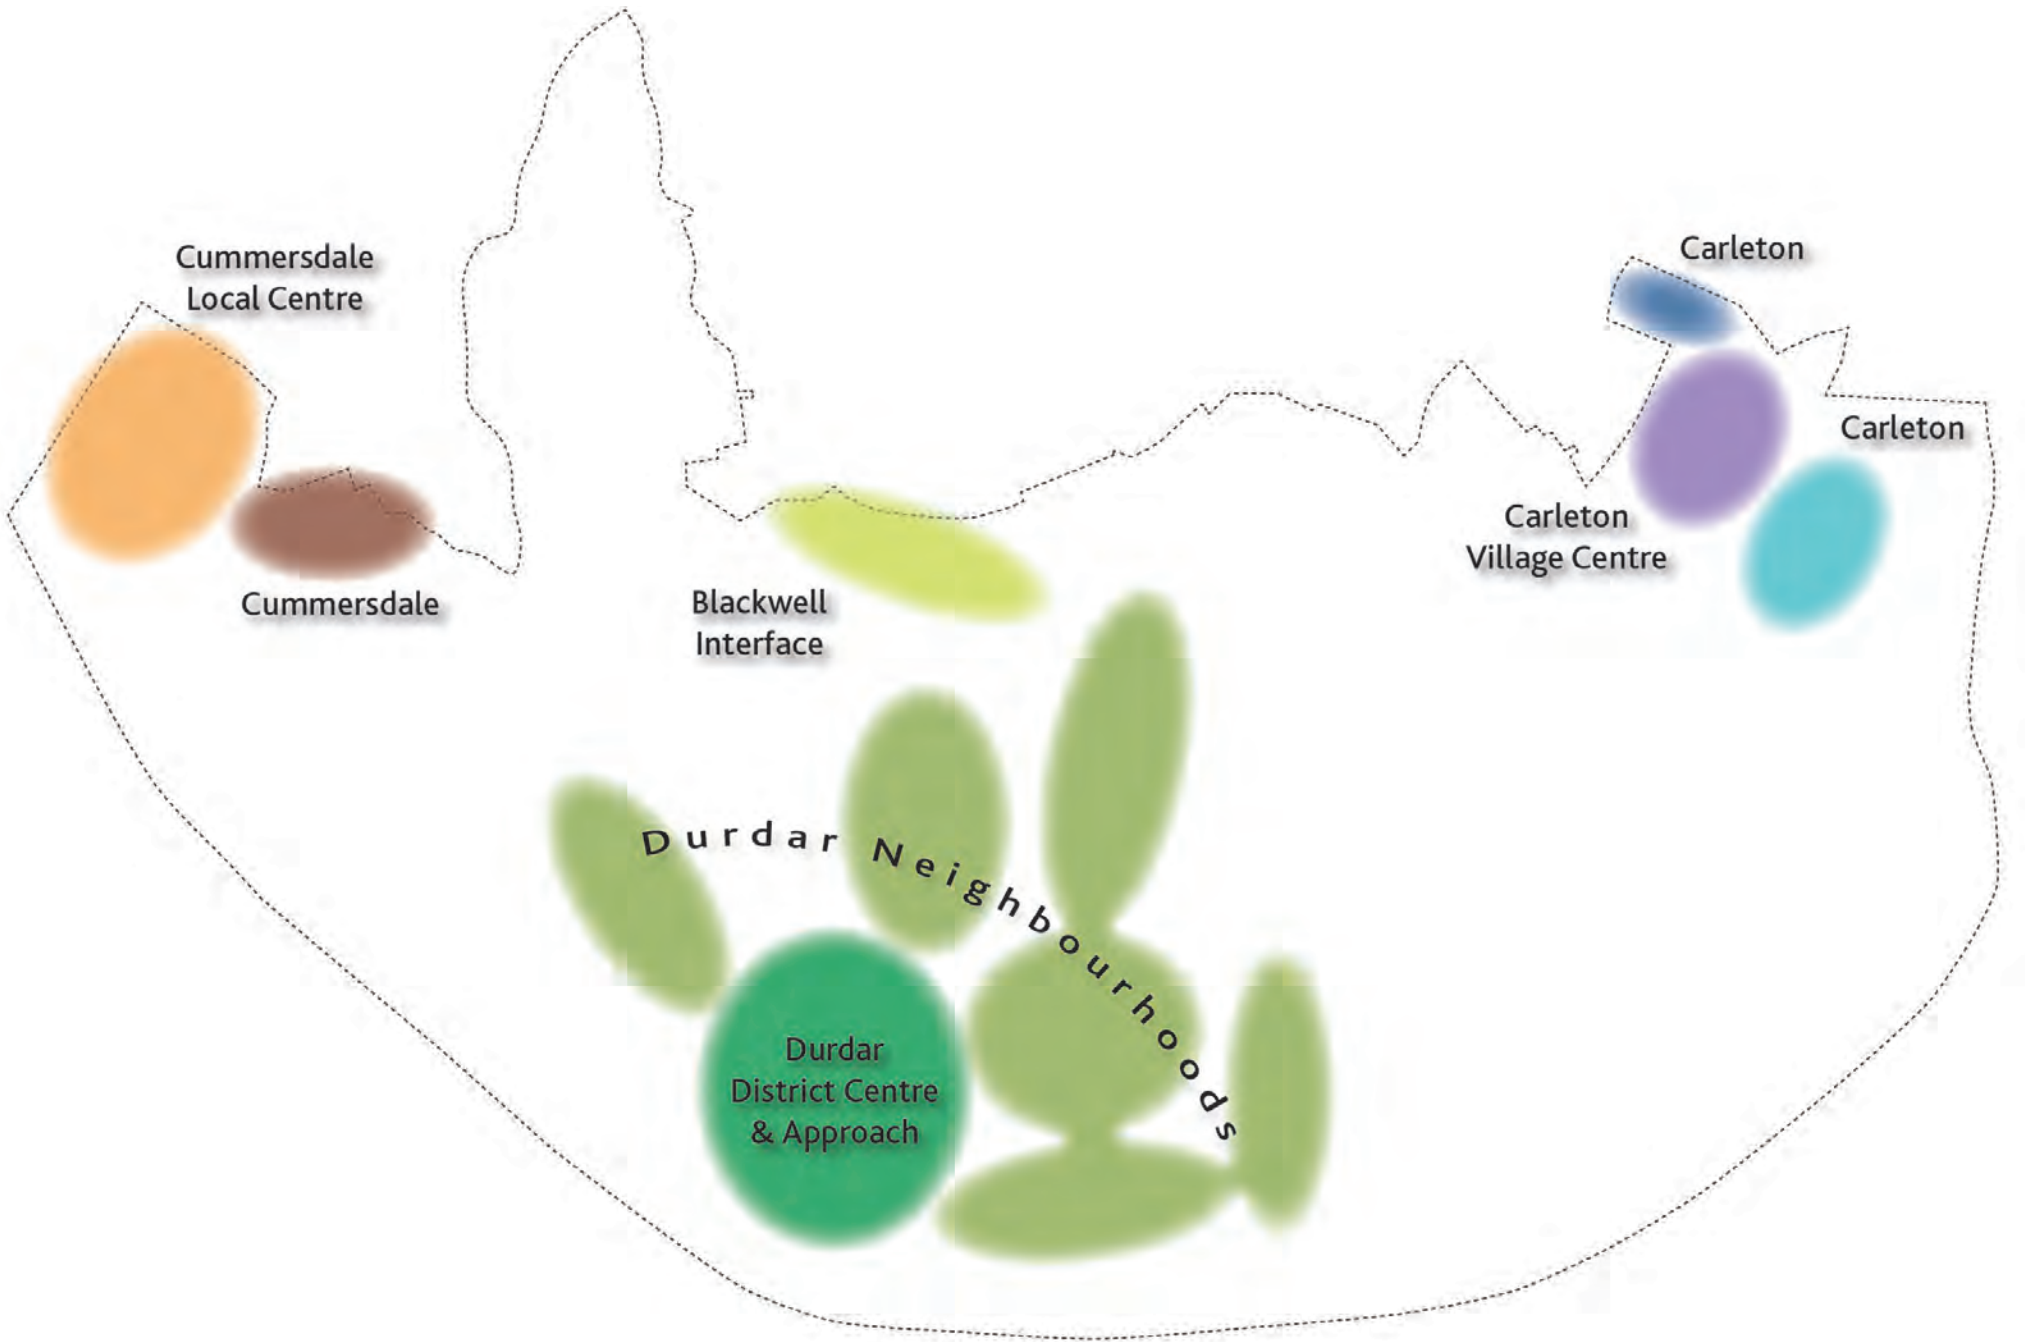 Cummersdale
Local Centre
Carleton
Carleton
Carleton
Village Centre
Cummersdale
Blackwell
Interface
Durdar Neighbourhoods
Durdar
District Centre
& Approach